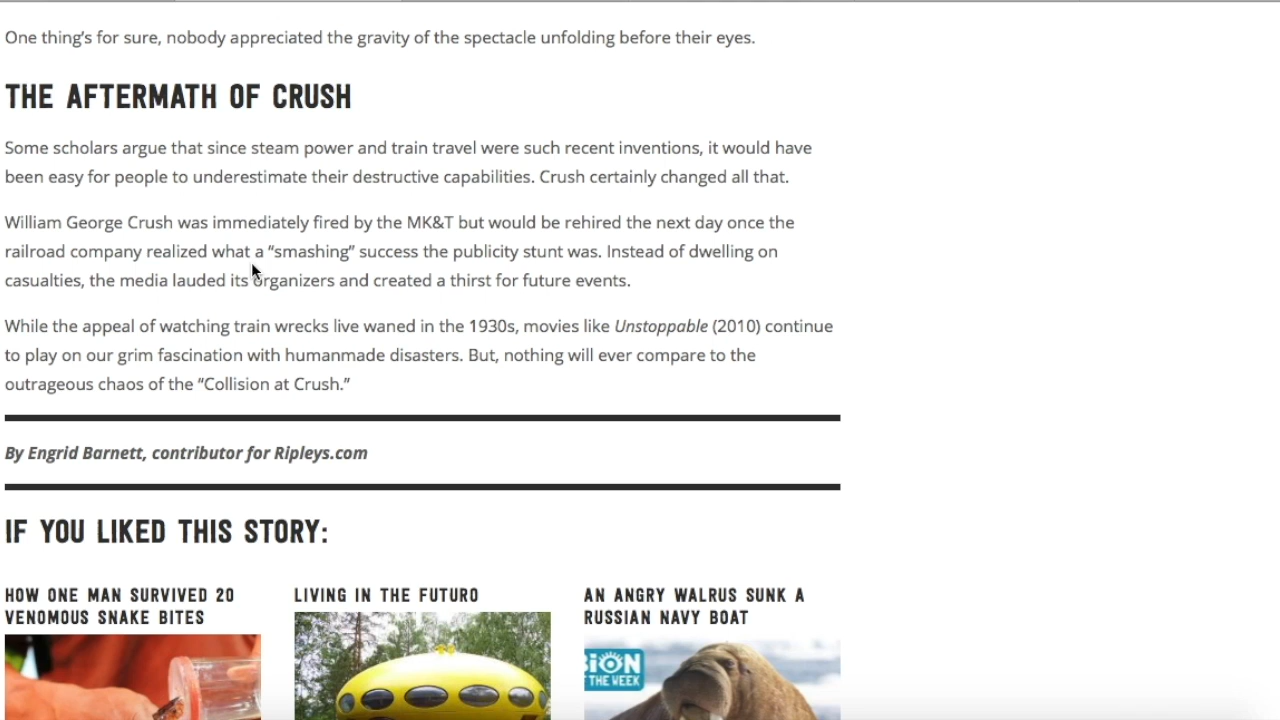 One thing’s for sure, nobody appreciated the gravity of the spectacle unfolding before their eyes.
THE AFTERMATH OF CRUSH
Some scholars argue that since steam power and train travel were such recent inventions, it would have
been easy for people to underestimate their destructive capabilities. Crush certainly changed all that.
William George Crush was immediately fired by the MK&T but would be rehired the next day once the
railroad company realized what a “smashing” success the publicity stunt was. Instead of dwelling on
casualties, the media lauded its organizers and created a thirst for future events.
While the appeal of watching train wrecks live waned in the 1930s, movies like Unstoppable (2010) continue
to play on our grim fascination with humanmade disasters. But, nothing will ever compare to the
outrageous chaos of the “Collision at Crush.”
By Engrid Barnett, contributor for Ripleys.com
IF YOU LIKED THIS STORY:
HOW ONE MAN SURVIVED 20
VENOMOUS SNAKE BITES
LIVING IN THE FUTURO
AN ANGRY WALRUS SUNK A
RUSSIAN NAVY BOAT
THE WEEK